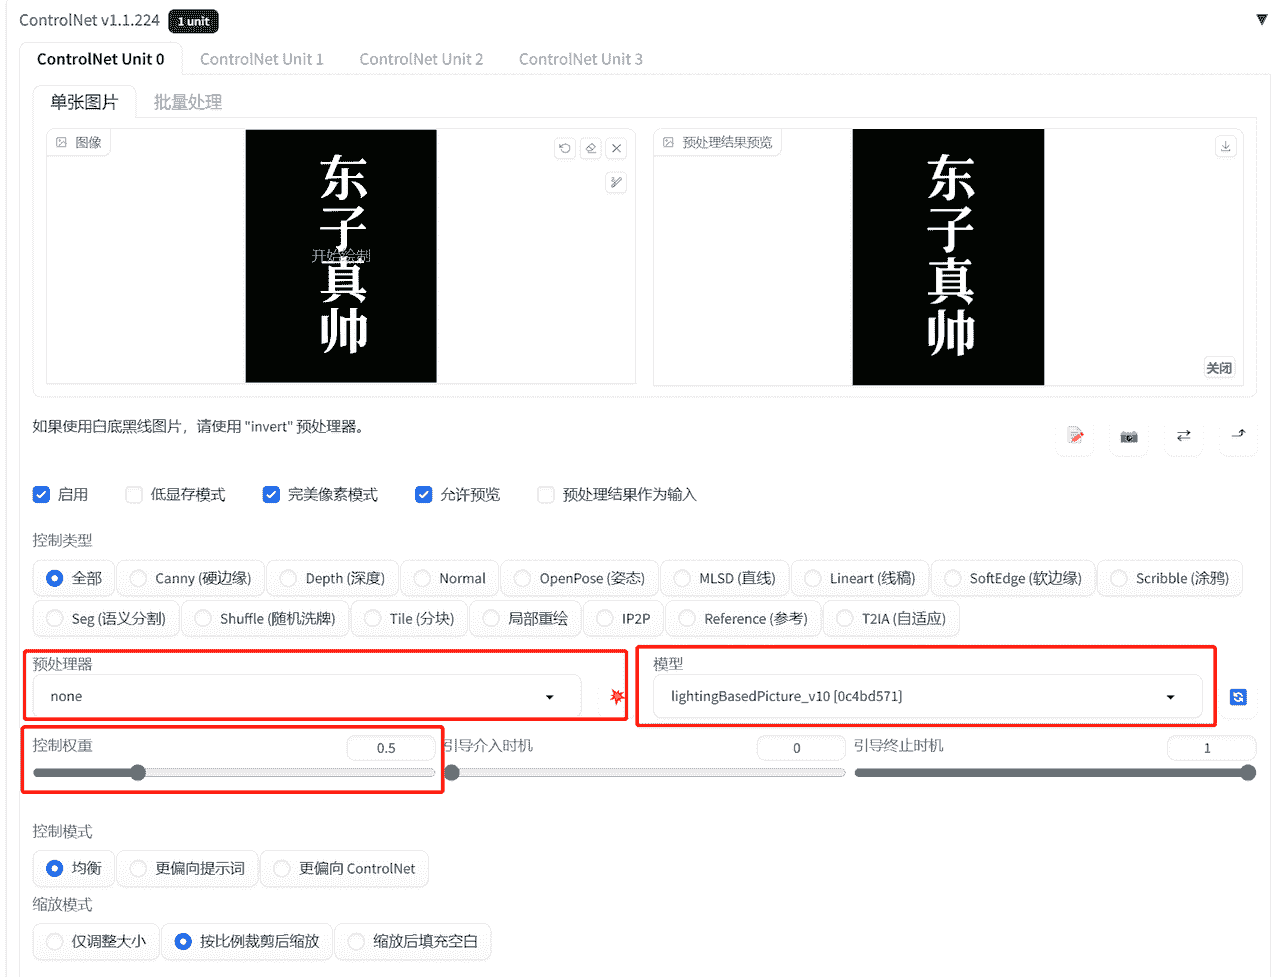 ControlNet v1.1.224 1 unit
ControlNet Unit 0 ControlNet Unit 1 ControlNet Unit 2 ControlNet Unit 3
单张图片 批量处理
图像
东子真帅
开始绘制
预处理结果预览
东子真帅
关闭
如果使用白底黑线图片，请使用 "invert" 预处理器。
启用 低显存模式 完美像素模式 允许预览 预处理结果作为输入
控制类型
全部 Canny (硬边缘) Depth (深度) Normal OpenPose (姿态) MLSD (直线) Lineart (线稿) SoftEdge (软边缘) Scribble (涂鸦)
Seg (语义分割) Shuffle (随机洗牌) Tile (分块) 局部重绘 IP2P Reference (参考) T2IA (自适应)
预处理器 模型
none lightingBasedPicture_v10 [0c4bd571]
控制权重 0.5 引导介入时机 0 引导终止时机 1
控制模式
均衡 更偏向提示词 更偏向 ControlNet
缩放模式
仅调整大小 按比例裁剪后缩放 缩放后填充空白